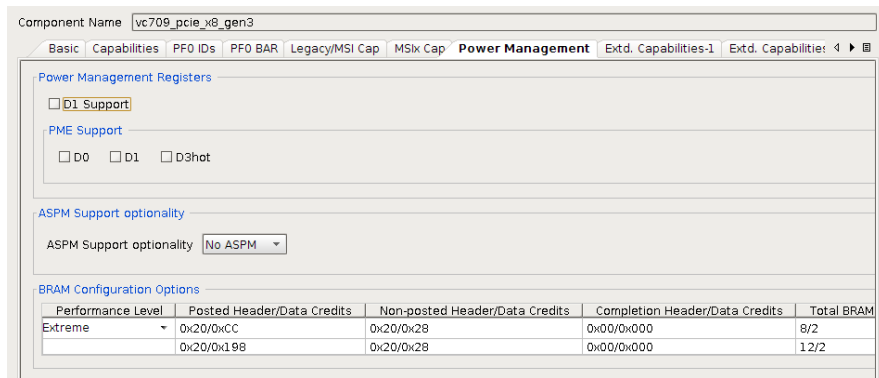 Component Name vc709_pcie_x8_gen3
Basic Capabilities PF0 IDs PF0 BAR Legacy/MSI Cap MSIx Cap Power Management Extd. Capabilities-1 Extd. Capabilities
Power Management Registers
D1 Support
PME Support
D0 D1 D3hot
ASPM Support optionality
ASPM Support optionality No ASPM
BRAM Configuration Options
Performance Level Posted Header/Data Credits Non-posted Header/Data Credits Completion Header/Data Credits Total BRAM
Extreme 0x20/0xCC 0x20/0x28 0x00/0x000 8/2
0x20/0x198 0x20/0x28 0x00/0x000 12/2